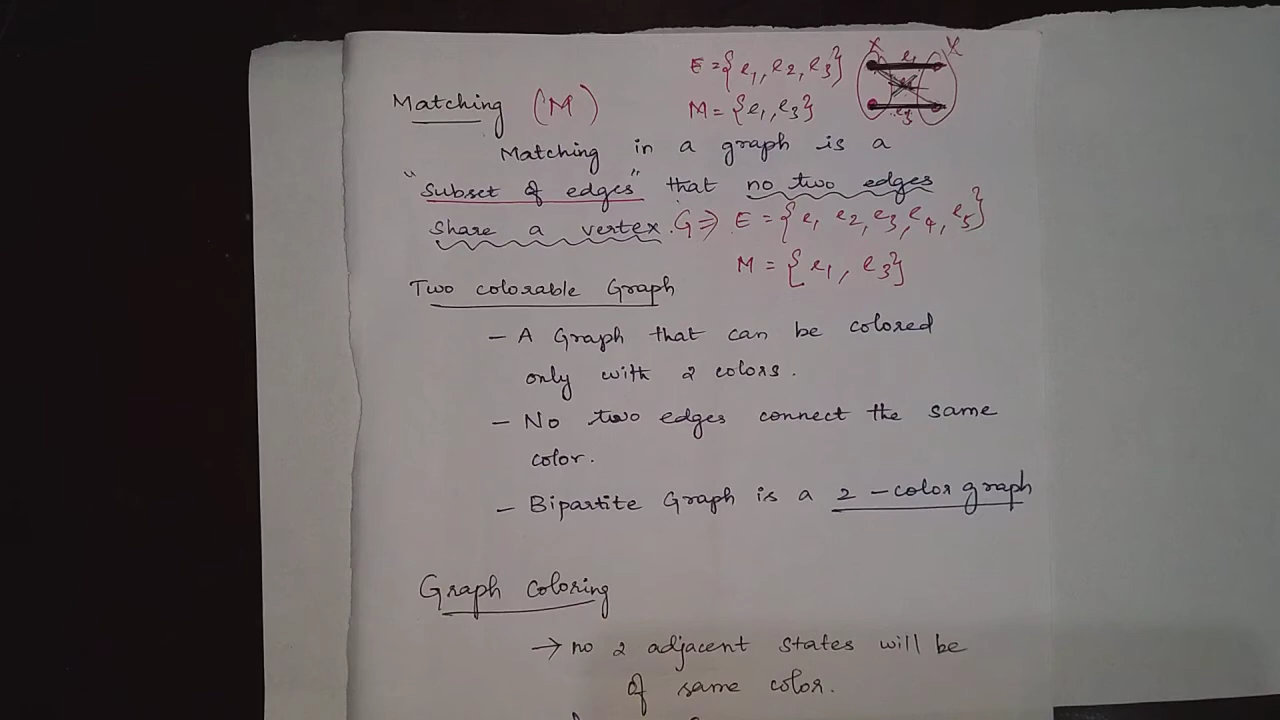 E = {e1, e2, e3}
X e1 Y
Matching (M) M = {e1, e3}
e3
Matching in a graph is a
"Subset of edges" that no two edges
share a vertex. G ⇒ E = {e1 e2, e3, e4, e5}
M = {e1, e3}
Two colorable Graph
- A Graph that can be colored
only with 2 colors.
- No two edges connect the same
color.
- Bipartite Graph is a 2-color graph
Graph coloring
→ no 2 adjacent states will be
of same color.